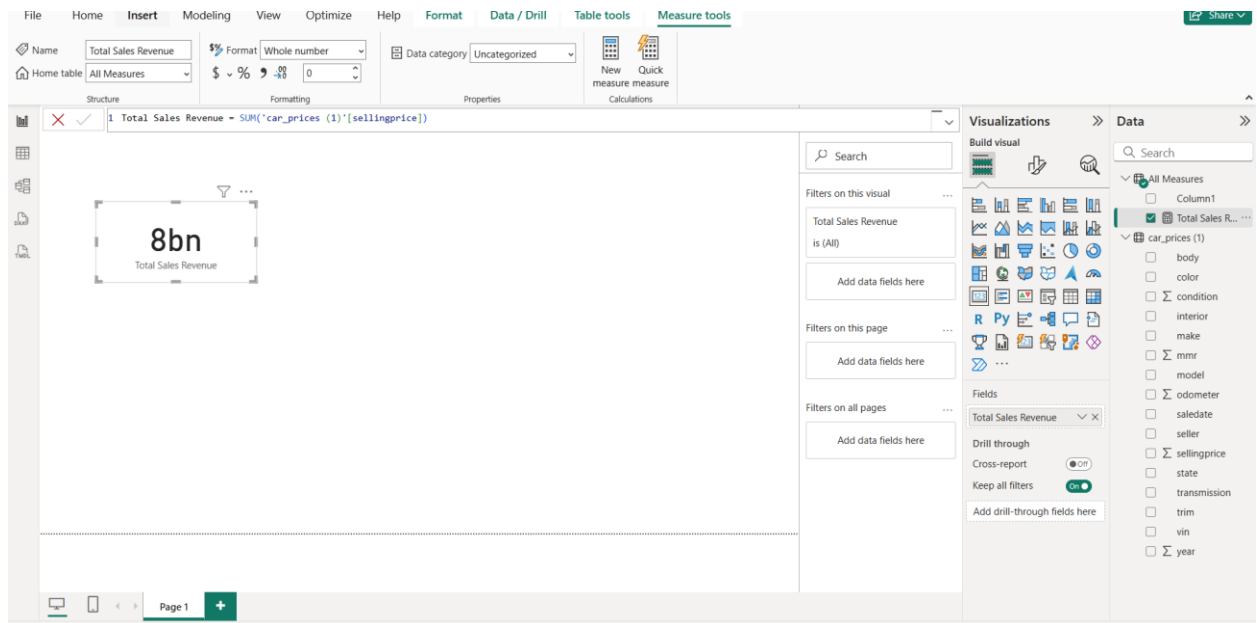 File Home Insert Modeling View Optimize Help Format Data / Drill Table tools Measure tools Share
Name Total Sales Revenue
Home table All Measures
Structure
$% Format Whole number
$ % 9 .00 0
Formatting
Data category Uncategorized
Properties
New measure
Quick measure
Calculations
1 Total Sales Revenue = SUM('car_prices (1)'[sellingprice])
8bn
Total Sales Revenue
Search
Filters on this visual ...
Total Sales Revenue
is (All)
Add data fields here
Filters on this page ...
Add data fields here
Filters on all pages ...
Add data fields here
Visualizations
Build visual
R Py
...
Fields
Total Sales Revenue
Drill through
Cross-report Off
Keep all filters On
Add drill-through fields here
Data
Search
All Measures
Column1
Total Sales R... ...
car_prices (1)
body
color
Σ condition
interior
make
Σ mmr
model
Σ odometer
saledate
seller
Σ sellingprice
state
transmission
trim
vin
Σ year
Page 1 +